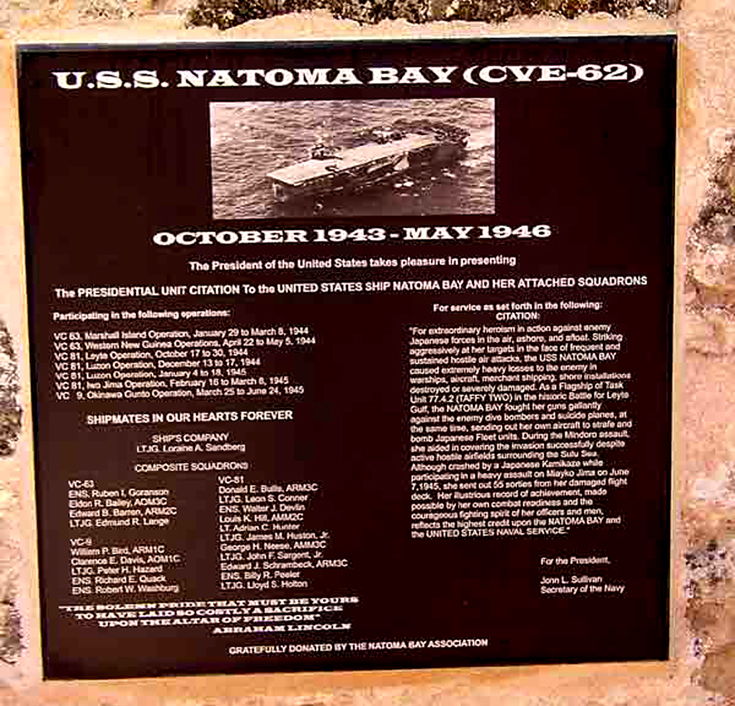 U.S.S. NATOMA BAY (CVE-62)
OCTOBER 1943 - MAY 1946
The President of the United States takes pleasure in presenting
The PRESIDENTIAL UNIT CITATION To the UNITED STATES SHIP NATOMA BAY AND HER ATTACHED SQUADRONS
Participating in the following operations:
VC 63, Marshall Island Operation, January 29 to March 8, 1944
VC 63, Western New Guinea Operations, April 22 to May 5, 1944
VC 81, Leyte Operation, October 17 to 30, 1944
VC 81, Luzon Operation, December 13 to 17, 1944
VC 81, Luzon Operation, January 4 to 18, 1945
VC 81, Iwo Jima Operation, February 16 to March 8, 1945
VC 9, Okinawa Gunto Operation, March 25 to June 24, 1945
SHIPMATES IN OUR HEARTS FOREVER
SHIP'S COMPANY
LTJG. Loraine A. Sandberg
COMPOSITE SQUADRONS
VC-63
ENS. Ruben I. Goranson
Eldon R. Bailey, AOM3C
Edward B. Barron, ARM2C
LTJG. Edmund R. Lange
VC-9
William P. Bird, ARM1C
Clarence E. Davis, AOM1C
LTJG. Peter H. Hazard
ENS. Richard E. Quack
ENS. Robert W. Washburg
VC-81
Donald E. Bullis, ARM3C
LTJG. Leon S. Conner
ENS. Walter J. Devlin
Louis K. Hill, AMM2C
LT. Adrian C. Hunter
LTJG. James M. Huston, Jr.
George H. Neese, AMM3C
LTJG. John F. Sargent, Jr.
Edward J. Schrambeck, ARM3C
ENS. Billy R. Peeler
LTJG. Lloyd S. Holton
"THE SOLEMN PRIDE THAT MUST BE YOURS
TO HAVE LAID SO COSTLY A SACRIFICE
UPON THE ALTAR OF FREEDOM"
ABRAHAM LINCOLN
For service as set forth in the following:
CITATION:
"For extraordinary heroism in action against enemy
Japanese forces in the air, ashore, and afloat. Striking
aggressively at her targets in the face of frequent and
sustained hostile air attacks, the USS NATOMA BAY
caused extremely heavy losses to the enemy in
warships, aircraft, merchant shipping, shore installations
destroyed or severely damaged. As a Flagship of Task
Unit 77.4.2 (TAFFY TWO) in the historic Battle for Leyte
Gulf, the NATOMA BAY fought her guns gallantly
against the enemy dive bombers and suicide planes, at
the same time, sending out her own aircraft to strafe and
bomb Japanese Fleet units. During the Mindoro assault,
she aided in covering the invasion successfully despite
active hostile airfields surrounding the Sulu Sea.
Although crashed by a Japanese Kamikaze while
participating in a heavy assault on Miayko Jima on June
7,1945, she sent out 55 sorties from her damaged flight
deck. Her illustrious record of achievement, made
possible by her own combat readiness and the
courageous fighting spirit of her officers and men,
reflects the highest credit upon the NATOMA BAY and
the UNITED STATES NAVAL SERVICE."
For the President,
Jonn L. Sullivan
Secretary of the Navy
GRATEFULLY DONATED BY THE NATOMA BAY ASSOCIATION